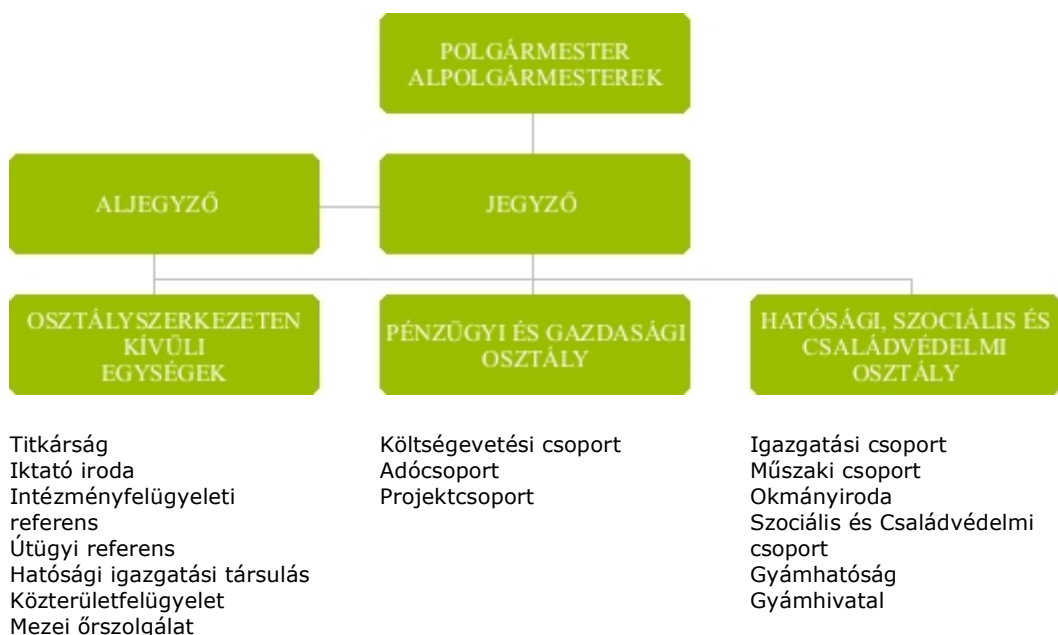 POLGÁRMESTER
ALPOLGÁRMESTEREK
ALJEGYZŐ
JEGYZŐ
OSZTÁLYSZERKEZETEN
KÍVÜLI
EGYSÉGEK
PÉNZÜGYI ÉS GAZDASÁGI
OSZTÁLY
HATÓSÁGI, SZOCIÁLIS ÉS
CSALÁDVÉDELMI
OSZTÁLY
Titkárság
Iktató iroda
Intézményfelügyeleti
referens
Útügyi referens
Hatósági igazgatási társulás
Közterületfelügyelet
Mezei őrszolgálat
Költségevetési csoport
Adócsoport
Projektcsoport
Igazgatási csoport
Műszaki csoport
Okmányiroda
Szociális és Családvédelmi
csoport
Gyámhatóság
Gyámhivatal